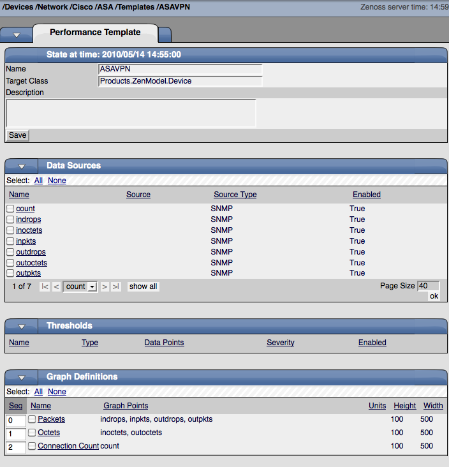 /Devices /Network /Cisco /ASA /Templates /ASAVPN Zenoss server time: 14:59
Performance Template
State at time: 2010/05/14 14:55:00
Name ASAVPN
Target Class Products.ZenModel.Device
Description
Save
Data Sources
Select: All None
Name Source Source Type Enabled
count SNMP True
indrops SNMP True
inoctets SNMP True
inpkts SNMP True
outdrops SNMP True
outoctets SNMP True
outpkts SNMP True
1 of 7 |< < count > >| show all Page Size 40
ok
Thresholds
Name Type Data Points Severity Enabled
Graph Definitions
Select: All None
Seq Name Graph Points Units Height Width
0 Packets indrops, inpkts, outdrops, outpkts 100 500
1 Octets inoctets, outoctets 100 500
2 Connection Count count 100 500